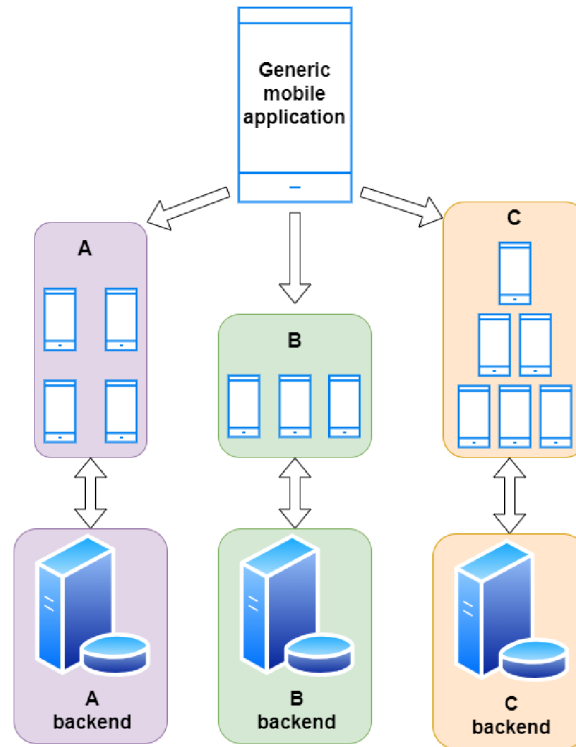 Generic
mobile
application
A
B
C
A
backend
B
backend
C
backend